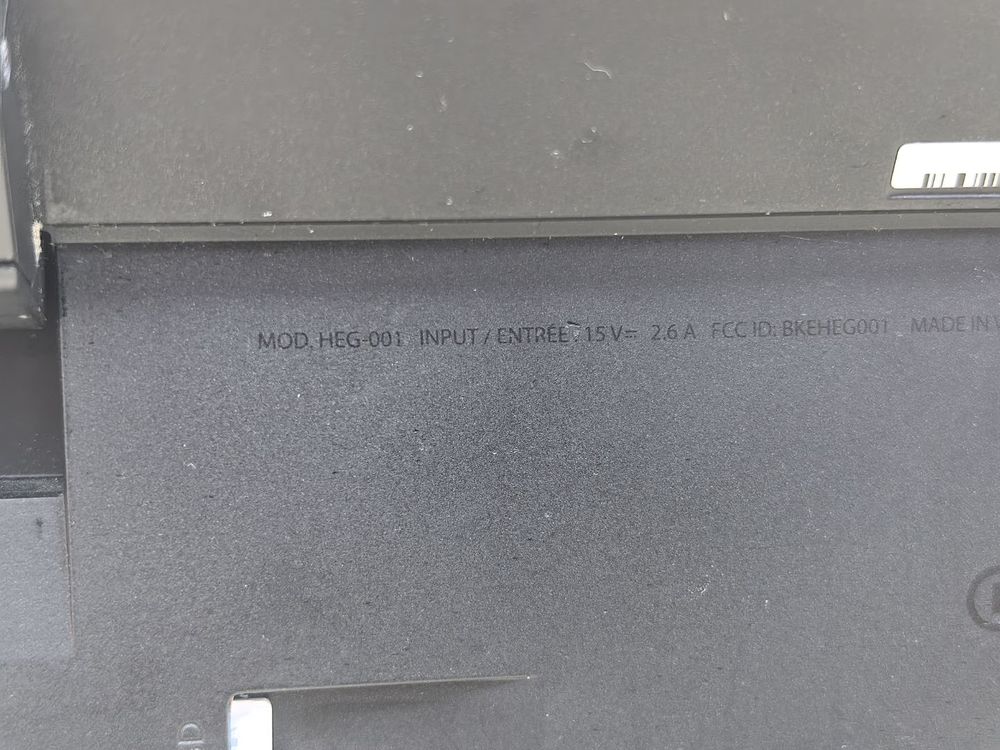 MOD. HEG-001 INPUT / ENTRÉE : 15 V⎓ 2.6 A FCC ID: BKEHEG001 MADE IN